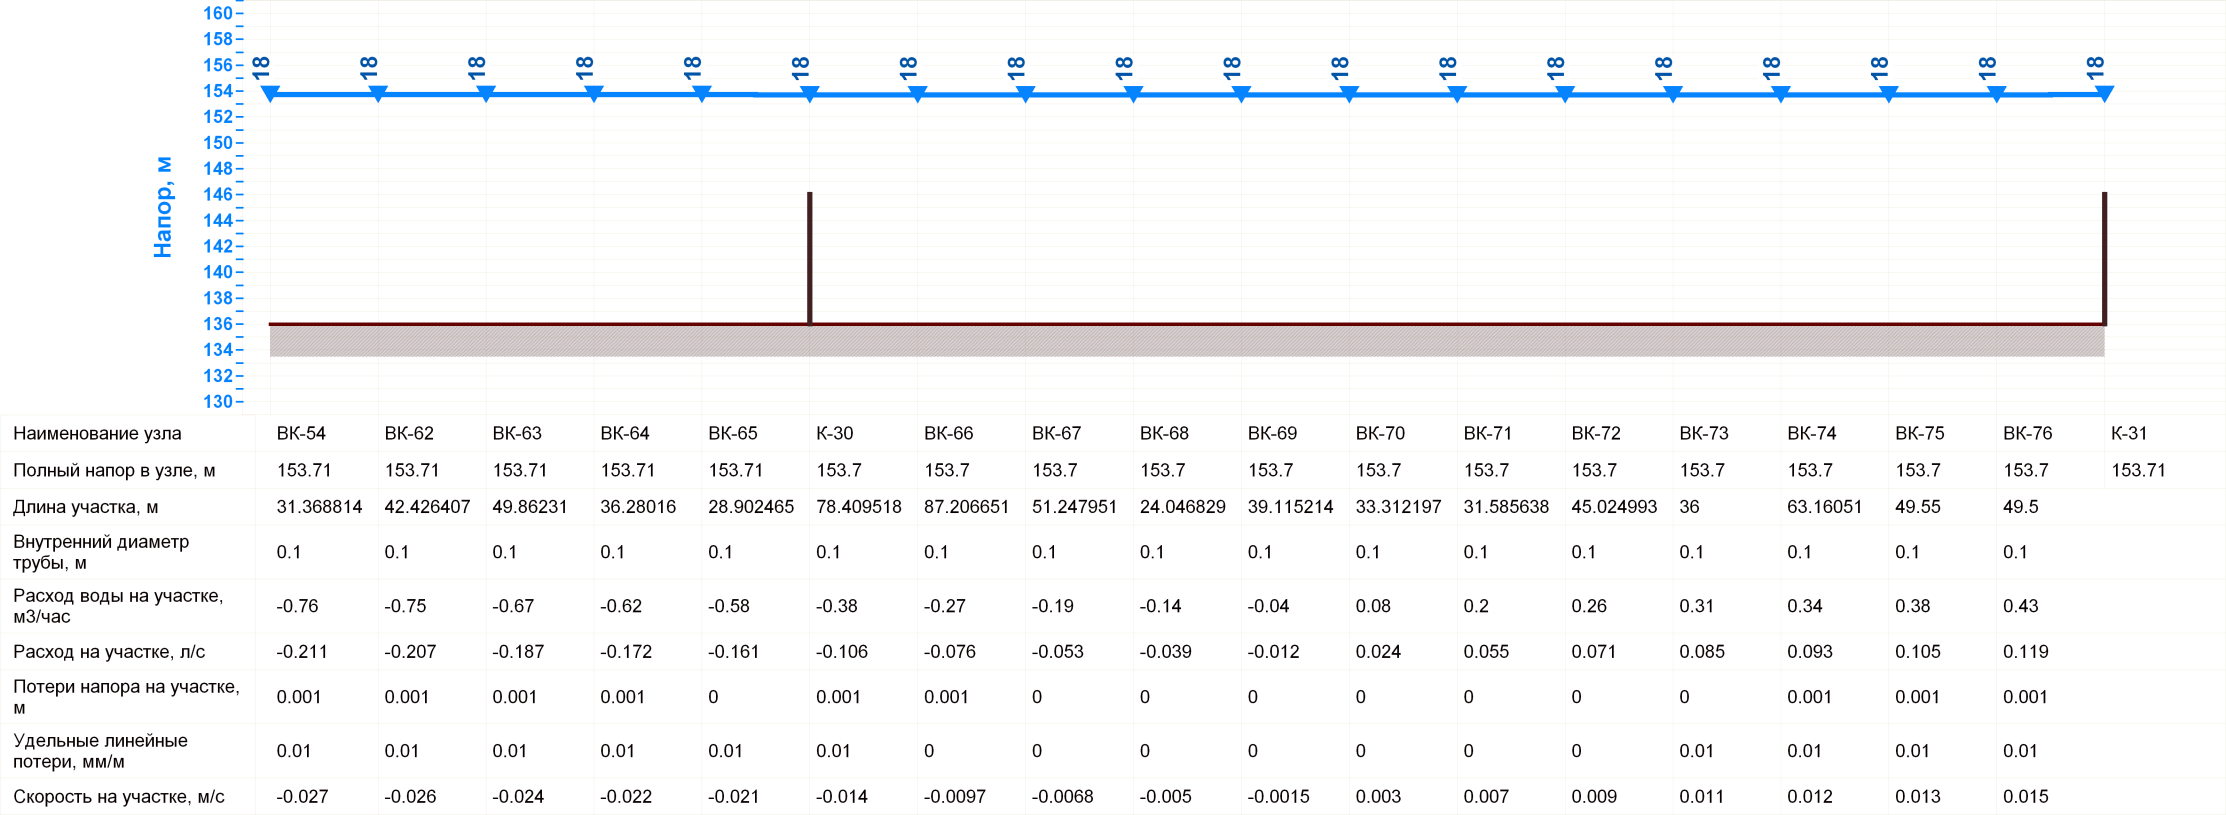 160
158
156
154
152
150
148
146
144
142
140
138
136
134
132
130
Напор, м
18 18 18 18 18 18 18 18 18 18 18 18 18 18 18 18 18 18
Наименование узла ВК-54 ВК-62 ВК-63 ВК-64 ВК-65 К-30 ВК-66 ВК-67 ВК-68 ВК-69 ВК-70 ВК-71 ВК-72 ВК-73 ВК-74 ВК-75 ВК-76 К-31
Полный напор в узле, м 153.71 153.71 153.71 153.71 153.71 153.7 153.7 153.7 153.7 153.7 153.7 153.7 153.7 153.7 153.7 153.7 153.7 153.71
Длина участка, м 31.368814 42.426407 49.86231 36.28016 28.902465 78.409518 87.206651 51.247951 24.046829 39.115214 33.312197 31.585638 45.024993 36 63.16051 49.55 49.5
Внутренний диаметр
трубы, м 0.1 0.1 0.1 0.1 0.1 0.1 0.1 0.1 0.1 0.1 0.1 0.1 0.1 0.1 0.1 0.1 0.1
Расход воды на участке,
м3/час -0.76 -0.75 -0.67 -0.62 -0.58 -0.38 -0.27 -0.19 -0.14 -0.04 0.08 0.2 0.26 0.31 0.34 0.38 0.43
Расход на участке, л/с -0.211 -0.207 -0.187 -0.172 -0.161 -0.106 -0.076 -0.053 -0.039 -0.012 0.024 0.055 0.071 0.085 0.093 0.105 0.119
Потери напора на участке,
м 0.001 0.001 0.001 0.001 0 0.001 0.001 0 0 0 0 0 0 0 0.001 0.001 0.001
Удельные линейные
потери, мм/м 0.01 0.01 0.01 0.01 0.01 0.01 0 0 0 0 0 0 0 0.01 0.01 0.01 0.01
Скорость на участке, м/с -0.027 -0.026 -0.024 -0.022 -0.021 -0.014 -0.0097 -0.0068 -0.005 -0.0015 0.003 0.007 0.009 0.011 0.012 0.013 0.015